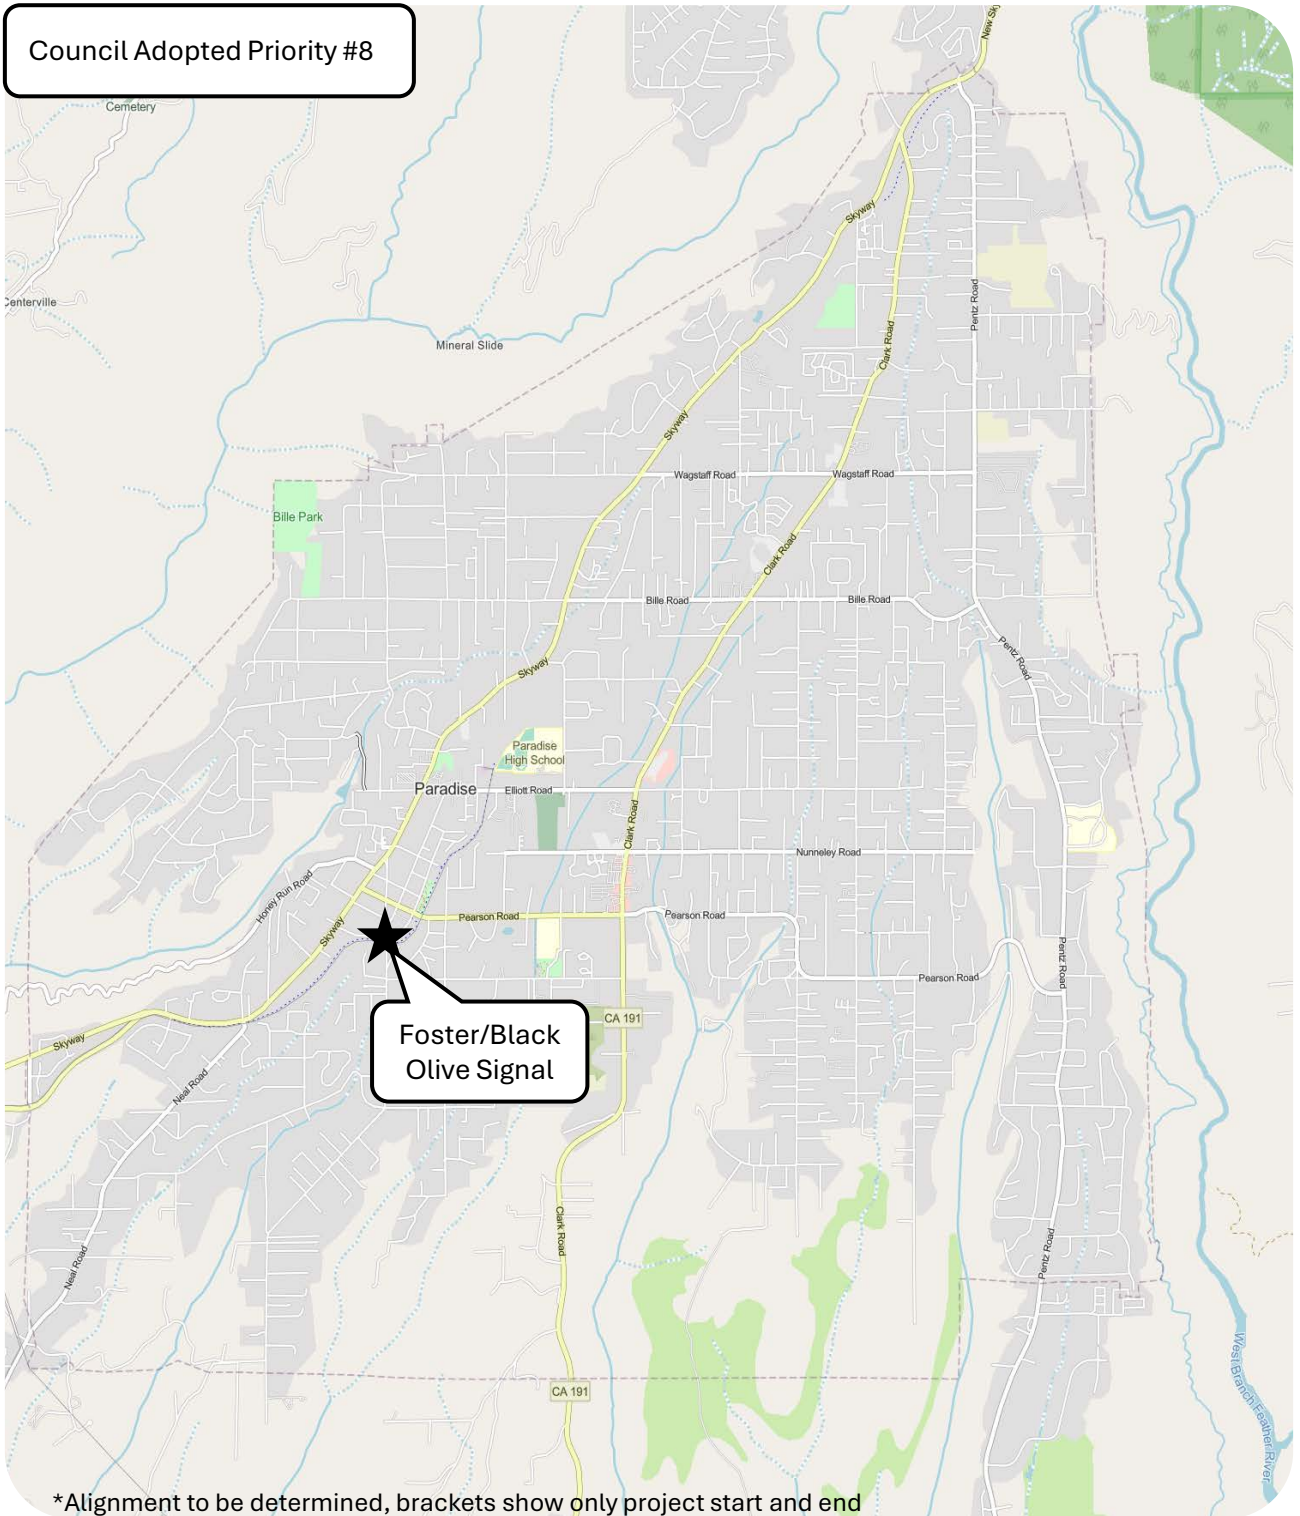 Council Adopted Priority #8
New Sky
Cemetery
Skyway
Centerville
Pentz Road
Mineral Slide
Clark Road
Skyway
Wagstaff Road
Wagstaff Road
Bille Park
Clark Road
Bille Road
Bille Road
Pentz Road
Skyway
Paradise
High School
Paradise
Elliott Road
Clark Road
Nunneley Road
Honey Run Road
Pearson Road
Pearson Road
Skyway
Pentz Road
Pearson Road
CA 191
Foster/Black
Olive Signal
Skyway
Neal Road
Clark Road
Pentz Road
Neal Road
CA 191
West Branch Feather River
*Alignment to be determined, brackets show only project start and end